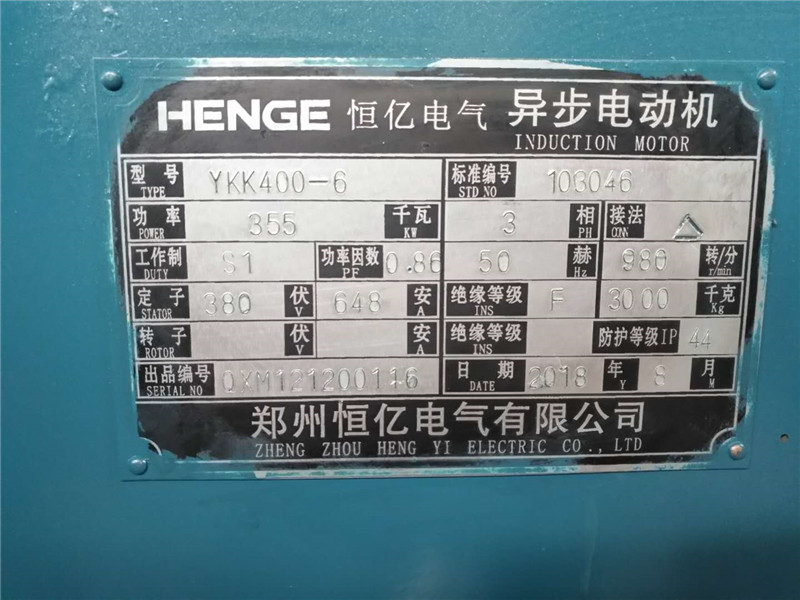 HENGE 恒亿电气 异步电动机
INDUCTION MOTOR
型号 TYPE YKK400-6 标准编号 STD NO 103046
功率 POWER 355 千瓦 KW 3 相 PH 接法 CONN △
工作制 DUTY S1 功率因数 PF 0.86 50 赫 Hz 980 转/分 r/min
定子 STATOR 380 伏 V 648 安 A 绝缘等级 INS F 3000 千克 Kg
转子 ROTOR 伏 V 安 A 绝缘等级 INS 防护等级IP 44
出品编号 SERIAL NO QXM121200116 日期 DATE 2018 年 Y 8 月 M
郑州恒亿电气有限公司
ZHENG ZHOU HENG YI ELECTRIC CO., LTD